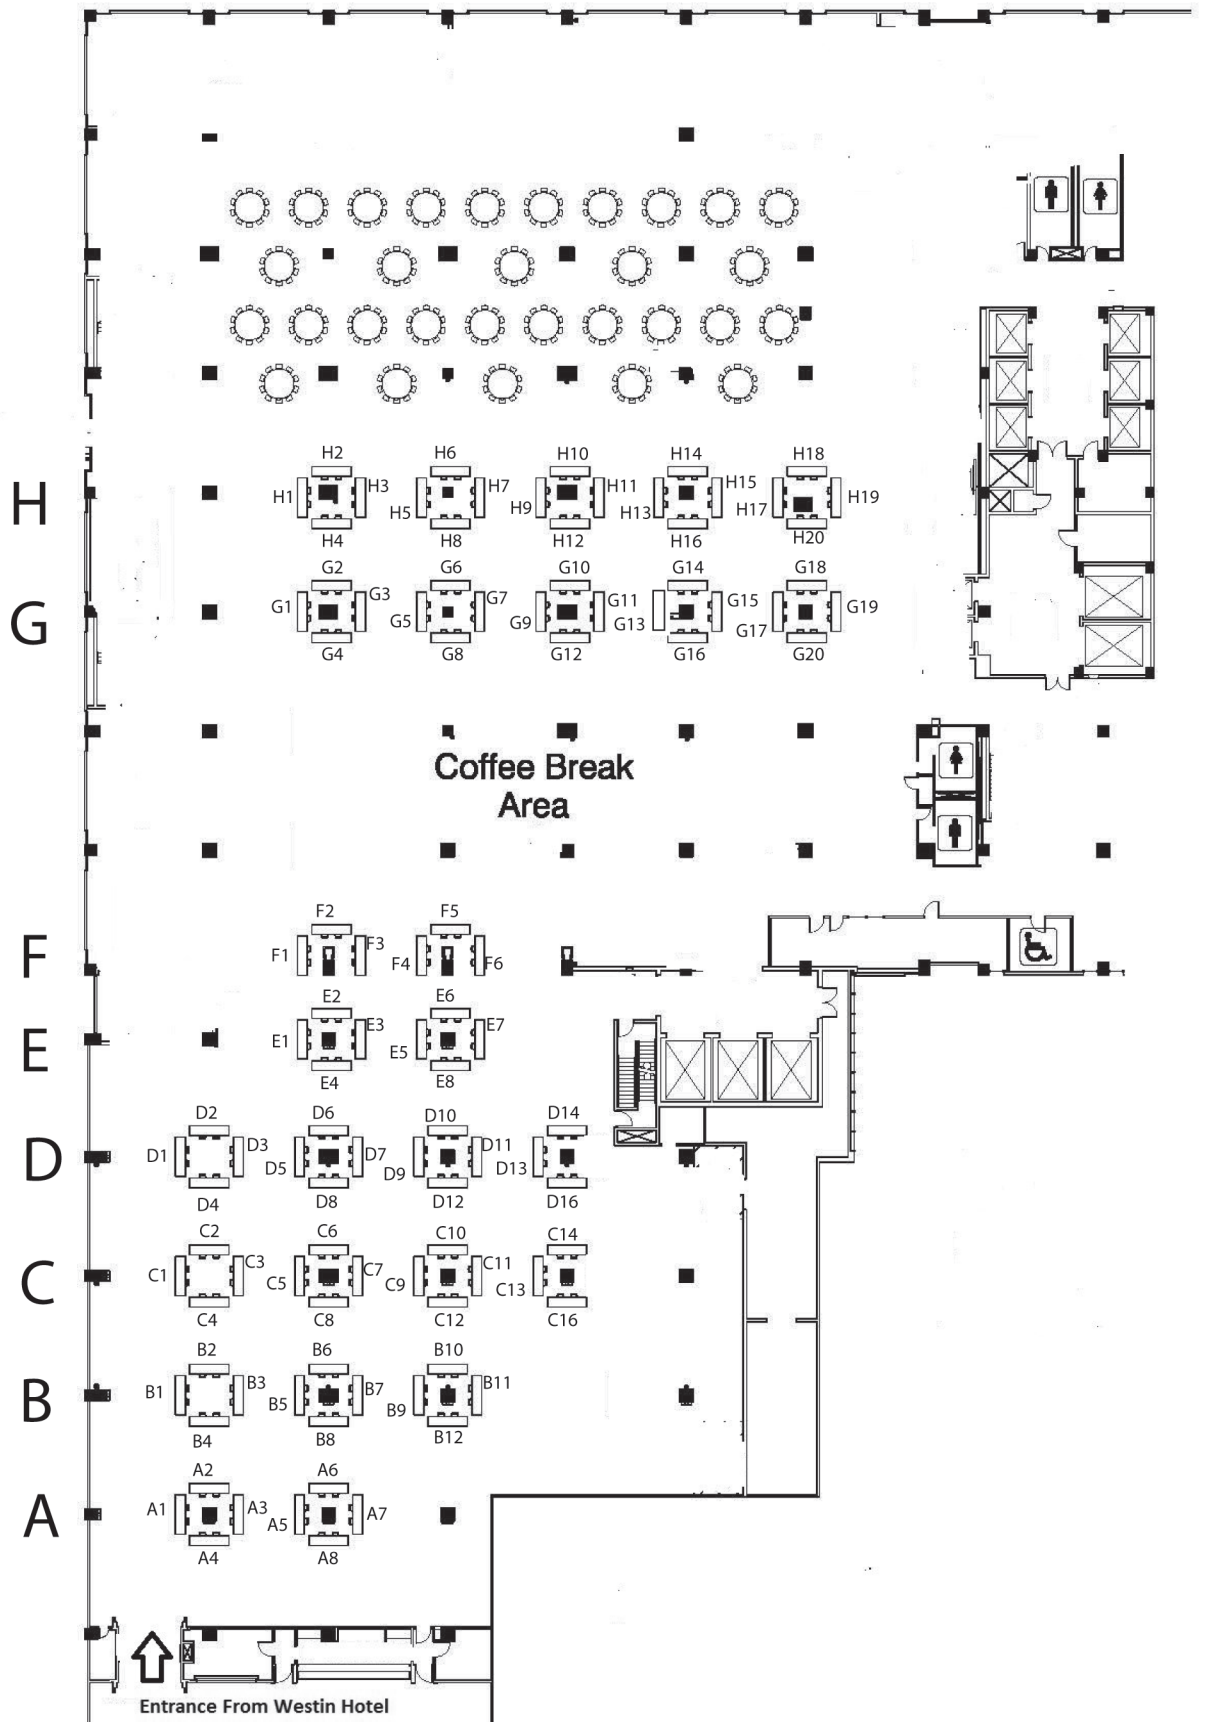 H2 H6 H10 H14 H18
H
H1 H3 H5 H7 H9 H11 H13 H15 H17 H19
H4 H8 H12 H16 H20
G2 G6 G10 G14 G18
G
G1 G3 G5 G7 G9 G11 G13 G15 G17 G19
G4 G8 G12 G16 G20
Coffee Break
Area
F2 F5
F
F1 F3 F4 F6
E2 E6
E
E1 E3 E5 E7
E4 E8
D2 D6 D10 D14
D
D1 D3 D5 D7 D9 D11 D13
D4 D8 D12 D16
C2 C6 C10 C14
C
C1 C3 C5 C7 C9 C11 C13
C4 C8 C12 C16
B2 B6 B10
B
B1 B3 B5 B7 B9 B11
B4 B8 B12
A2 A6
A
A1 A3 A5 A7
A4 A8
Entrance From Westin Hotel